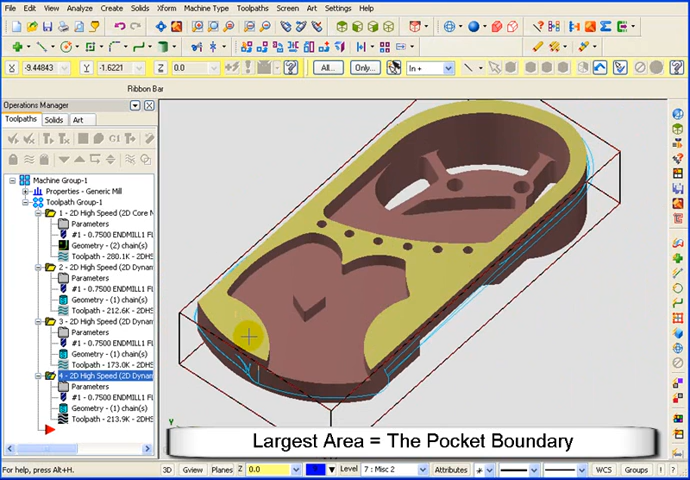 File Edit View Analyze Create Solids Xform Machine Type Toolpaths Screen Art Settings Help
X -9.44843 Y -1.6221 Z 0.0 All... Only... In +
Ribbon Bar
Operations Manager
Toolpaths Solids Art
G1
Machine Group-1
Properties - Generic Mill
Toolpath Group-1
1 - 2D High Speed (2D Core M
Parameters
#1 - 0.7500 ENDMILL1 FL
Geometry - (2) chain(s)
Toolpath - 280.1K - 2DHS
2 - 2D High Speed (2D Dynam
Parameters
#1 - 0.7500 ENDMILL1 FL
Geometry - (1) chain(s)
Toolpath - 212.6K - 2DHS
3 - 2D High Speed (2D Dynam
Parameters
#1 - 0.7500 ENDMILL1 FL
Geometry - (1) chain(s)
Toolpath - 173.0K - 2DHS
4 - 2D High Speed (2D Dynam
Parameters
#1 - 0.7500 ENDMILL1 FL
Geometry - (1) chain(s)
Toolpath - 213.9K - 2DHS
Y
Largest Area = The Pocket Boundary
For help, press Alt+H. 3D Gview Planes Z 0.0 Level 7 : Misc 2 Attributes WCS Groups ! ?